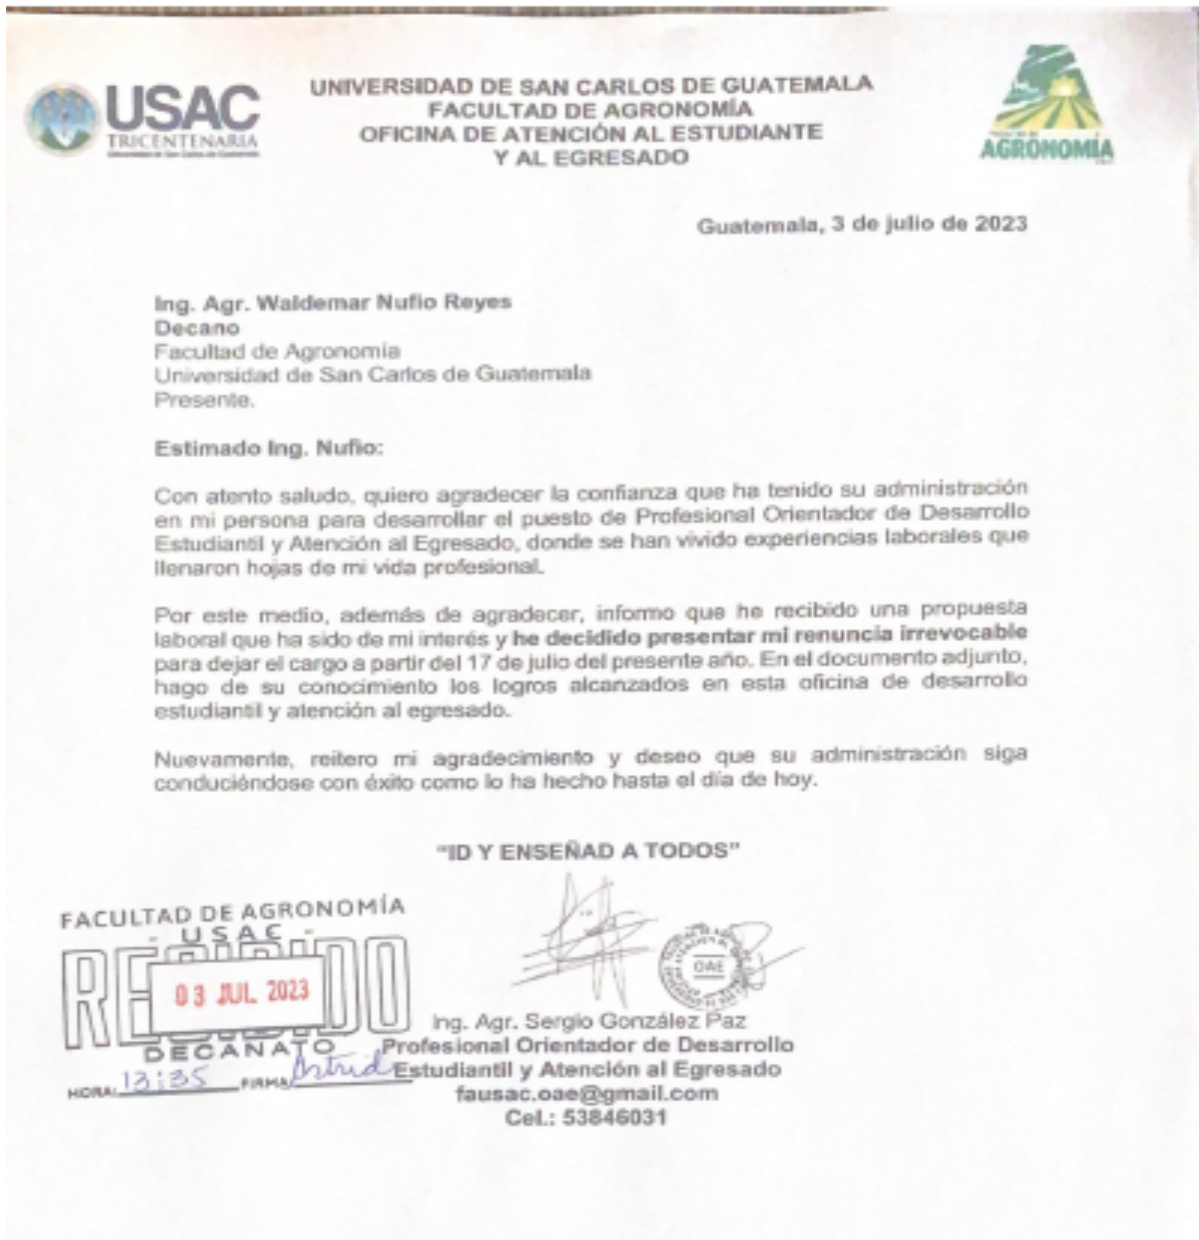 USAC
TRICENTENARIA
Universidad de San Carlos de Guatemala
UNIVERSIDAD DE SAN CARLOS DE GUATEMALA
FACULTAD DE AGRONOMÍA
OFICINA DE ATENCIÓN AL ESTUDIANTE
Y AL EGRESADO
AGRONOMÍA
Guatemala, 3 de julio de 2023
Ing. Agr. Waldemar Nufio Reyes
Decano
Facultad de Agronomía
Universidad de San Carlos de Guatemala
Presente.
Estimado Ing. Nufio:
Con atento saludo, quiero agradecer la confianza que ha tenido su administración
en mi persona para desarrollar el puesto de Profesional Orientador de Desarrollo
Estudiantil y Atención al Egresado, donde se han vivido experiencias laborales que
llenaron hojas de mi vida profesional.
Por este medio, además de agradecer, informo que he recibido una propuesta
laboral que ha sido de mi interés y he decidido presentar mi renuncia irrevocable
para dejar el cargo a partir del 17 de julio del presente año. En el documento adjunto,
hago de su conocimiento los logros alcanzados en esta oficina de desarrollo
estudiantil y atención al egresado.
Nuevamente, reitero mi agradecimiento y deseo que su administración siga
conduciéndose con éxito como lo ha hecho hasta el día de hoy.
"ID Y ENSEÑAD A TODOS"
FACULTAD DE AGRONOMÍA
- USAC -
RECIBIDO
03 JUL 2023
DECANATO
HORA: 13:35 FIRMA: Astrid
OAE
Ing. Agr. Sergio González Paz
Profesional Orientador de Desarrollo
Estudiantil y Atención al Egresado
fausac.oae@gmail.com
Cel.: 53846031